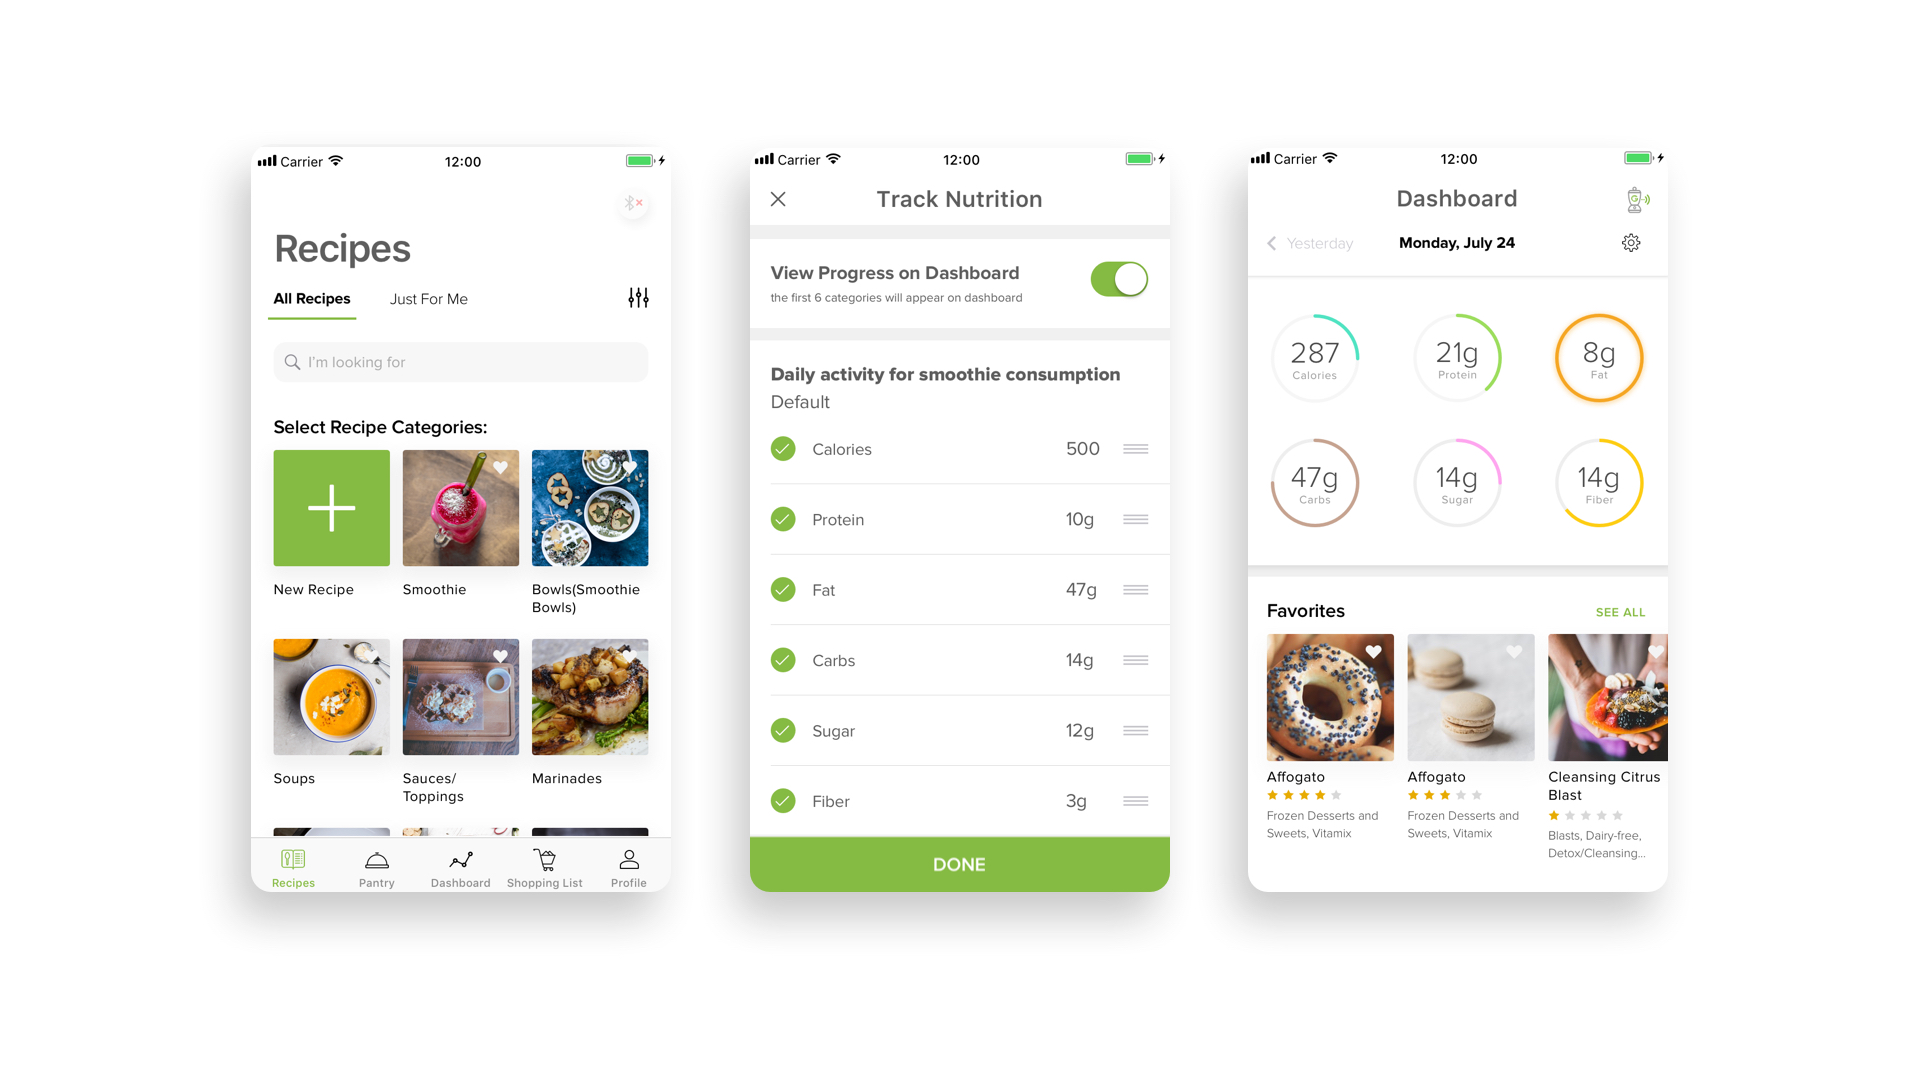 Carrier
12:00
Recipes
All Recipes
Just For Me
I'm looking for
Select Recipe Categories:
New Recipe
Smoothie
Bowls(Smoothie
Bowls)
Soups
Sauces/
Toppings
Marinades
Recipes
Pantry
Dashboard
Shopping List
Profile
Carrier
12:00
Track Nutrition
View Progress on Dashboard
the first 6 categories will appear on dashboard
Daily activity for smoothie consumption
Default
Calories 500
Protein 10g
Fat 47g
Carbs 14g
Sugar 12g
Fiber 3g
DONE
Carrier
12:00
Dashboard
G
Yesterday
Monday, July 24
287
Calories
21g
Protein
8g
Fat
47g
Carbs
14g
Sugar
14g
Fiber
Favorites
SEE ALL
Affogato
Frozen Desserts and
Sweets, Vitamix
Affogato
Frozen Desserts and
Sweets, Vitamix
Cleansing Citrus
Blast
Blasts, Dairy-free,
Detox/Cleansing...